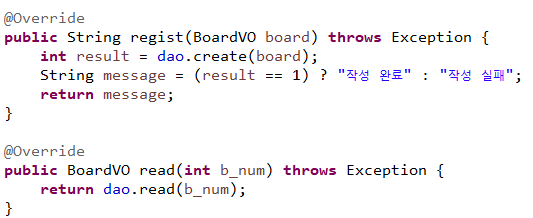 @Override
public String regist(BoardVO board) throws Exception {
    int result = dao.create(board);
    String message = (result == 1) ? "작성 완료" : "작성 실패";
    return message;
}
@Override
public BoardVO read(int b_num) throws Exception {
    return dao.read(b_num);
}